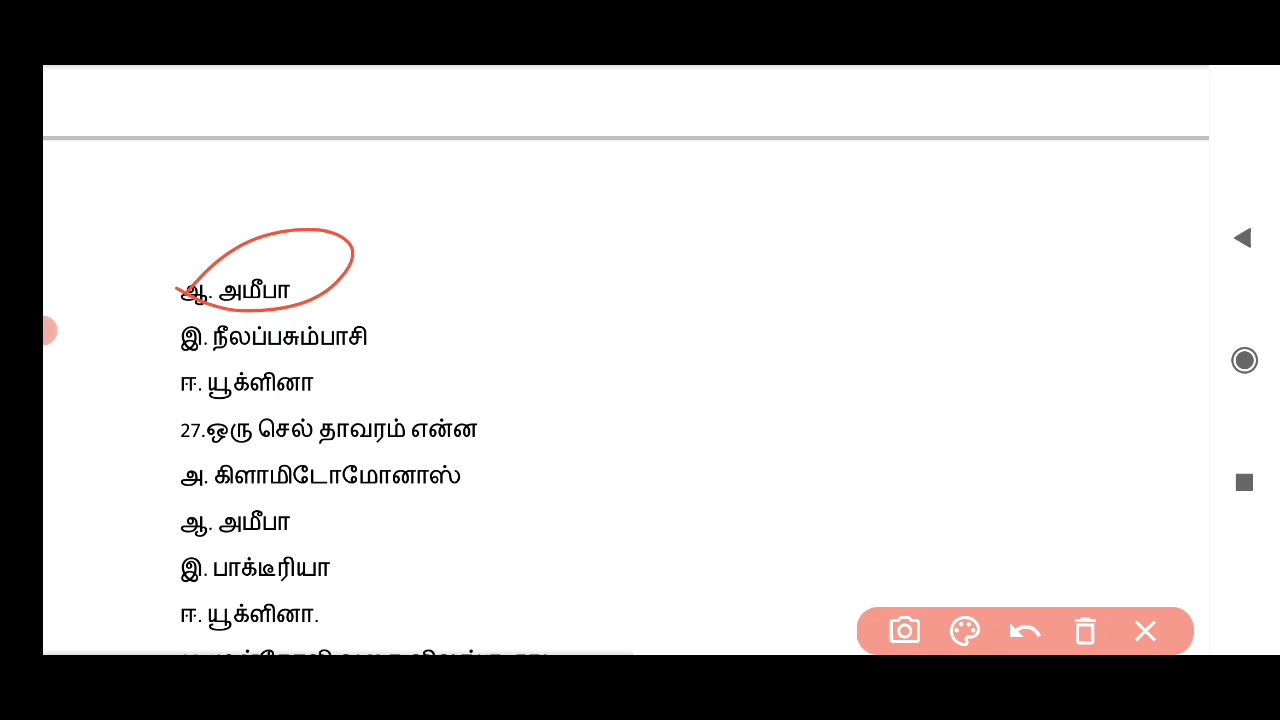 ஆ. அமீபா
இ. நீலப்பசும்பாசி
ஈ. யூக்ளினா
27.ஒரு செல் தாவரம் என்ன
அ. கிளாமிடோமோனாஸ்
ஆ. அமீபா
இ. பாக்டீரியா
ஈ. யூக்ளினா.